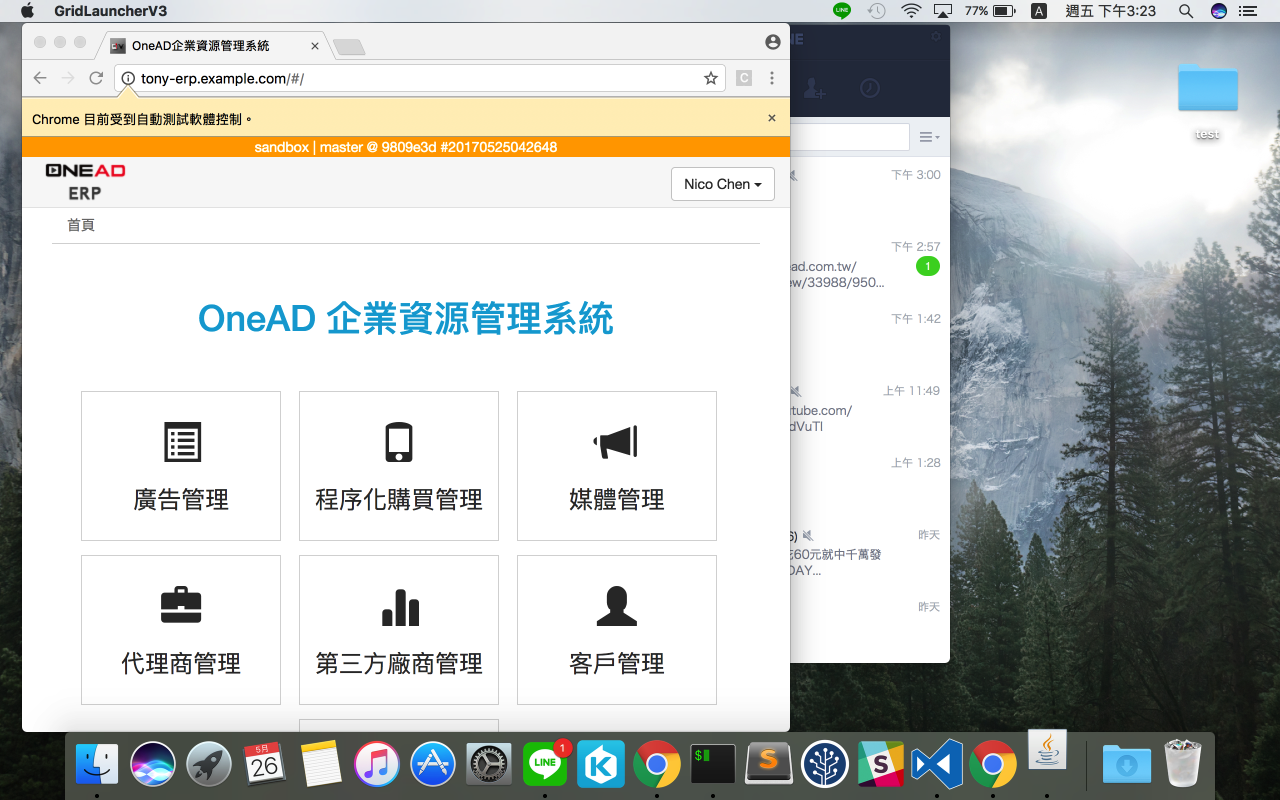 GridLauncherV3
LINE
77%
A
週五 下午3:23
OneAD企業資源管理系統
tony-erp.example.com/#/
C
Chrome 目前受到自動測試軟體控制。
sandbox | master @ 9809e3d #20170525042648
ONEAD
ERP
Nico Chen
首頁
OneAD 企業資源管理系統
廣告管理
程序化購買管理
媒體管理
代理商管理
第三方廠商管理
客戶管理
下午 3:00
下午 2:57
ad.com.tw/
1
ew/33988/950...
下午 1:42
上午 11:49
utube.com/
dVuTI
上午 1:28
昨天
60元就中千萬發
DAY...
昨天
test
5月
26
LINE
1
K
$
S
S